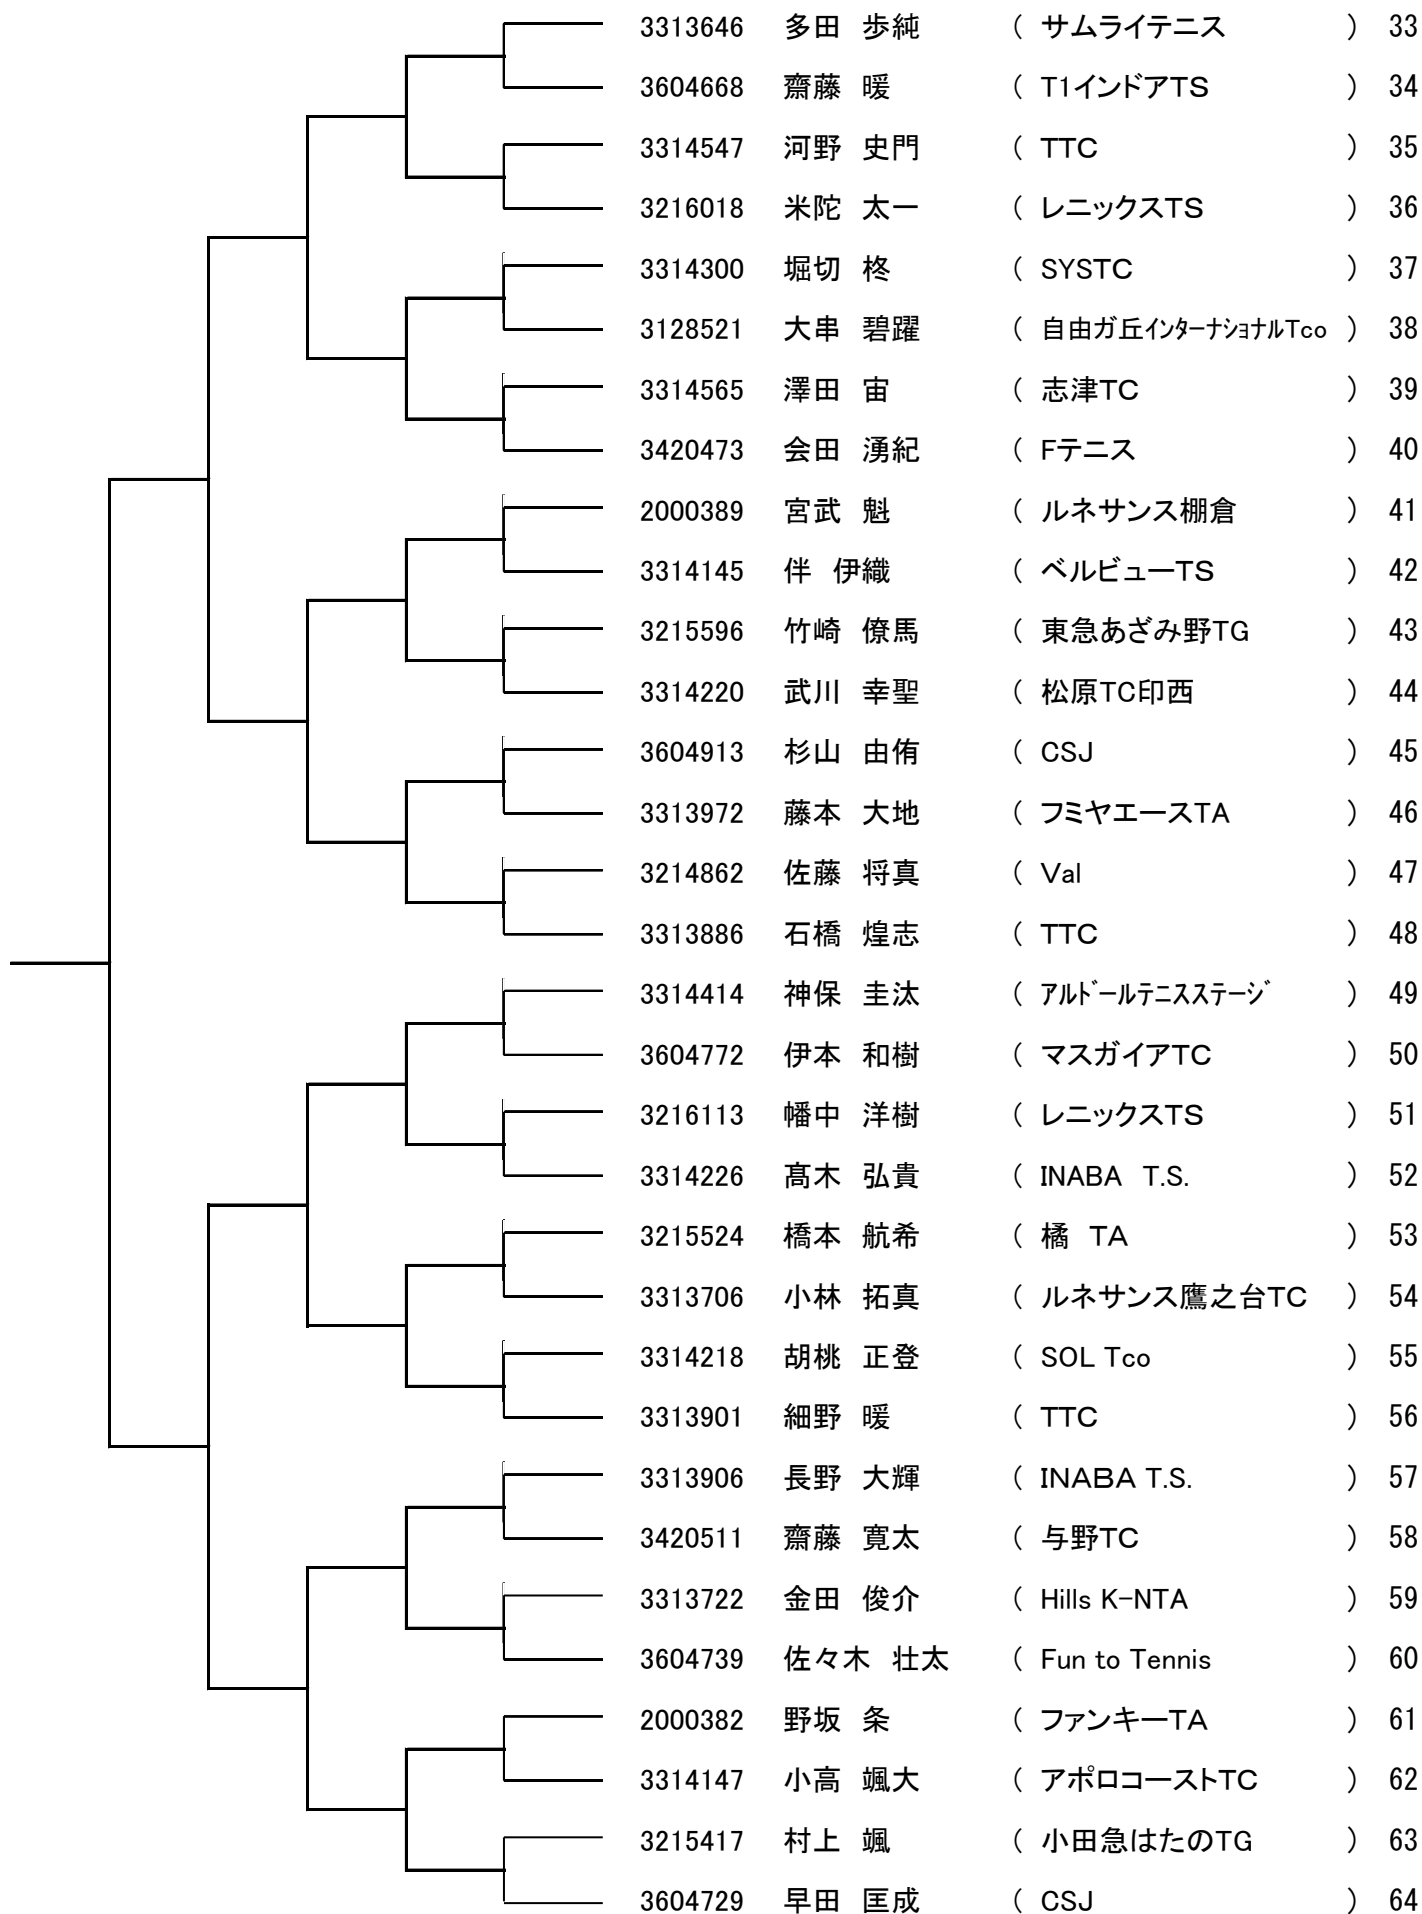 3313646 多田 歩純 ( サムライテニス ) 33
3604668 齋藤 暖 ( T1インドアTS ) 34
3314547 河野 史門 ( TTC ) 35
3216018 米陀 太一 ( レニックスTS ) 36
3314300 堀切 柊 ( SYSTC ) 37
3128521 大串 碧躍 ( 自由ガ丘ｲﾝﾀｰﾅｼｮﾅﾙTco ) 38
3314565 澤田 宙 ( 志津TC ) 39
3420473 会田 湧紀 ( Fテニス ) 40
2000389 宮武 魁 ( ルネサンス棚倉 ) 41
3314145 伴 伊織 ( ベルビューTS ) 42
3215596 竹崎 僚馬 ( 東急あざみ野TG ) 43
3314220 武川 幸聖 ( 松原TC印西 ) 44
3604913 杉山 由侑 ( CSJ ) 45
3313972 藤本 大地 ( フミヤエースTA ) 46
3214862 佐藤 将真 ( Val ) 47
3313886 石橋 煌志 ( TTC ) 48
3314414 神保 圭汰 ( ｱﾙﾄﾞｰﾙﾃﾆｽｽﾃｰｼﾞ ) 49
3604772 伊本 和樹 ( マスガイアTC ) 50
3216113 幡中 洋樹 ( レニックスTS ) 51
3314226 髙木 弘貴 ( INABA T.S. ) 52
3215524 橋本 航希 ( 橘 TA ) 53
3313706 小林 拓真 ( ルネサンス鷹之台TC ) 54
3314218 胡桃 正登 ( SOL Tco ) 55
3313901 細野 暖 ( TTC ) 56
3313906 長野 大輝 ( INABA T.S. ) 57
3420511 齋藤 寛太 ( 与野TC ) 58
3313722 金田 俊介 ( Hills K-NTA ) 59
3604739 佐々木 壮太 ( Fun to Tennis ) 60
2000382 野坂 条 ( ファンキーTA ) 61
3314147 小高 颯大 ( アポロコーストTC ) 62
3215417 村上 颯 ( 小田急はたのTG ) 63
3604729 早田 匡成 ( CSJ ) 64